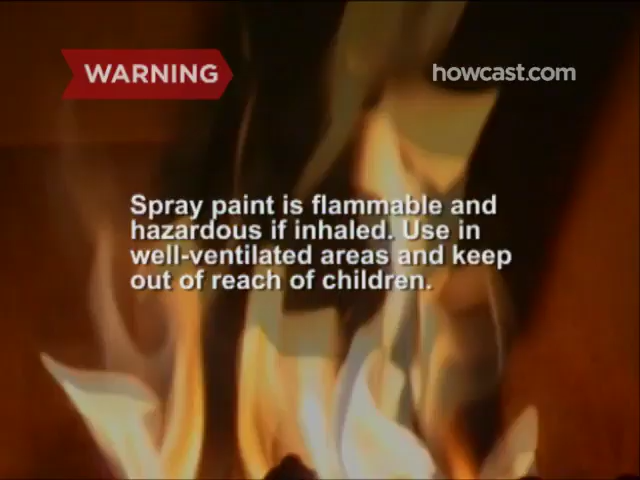 WARNING
howcast.com
Spray paint is flammable and
hazardous if inhaled. Use in
well-ventilated areas and keep
out of reach of children.